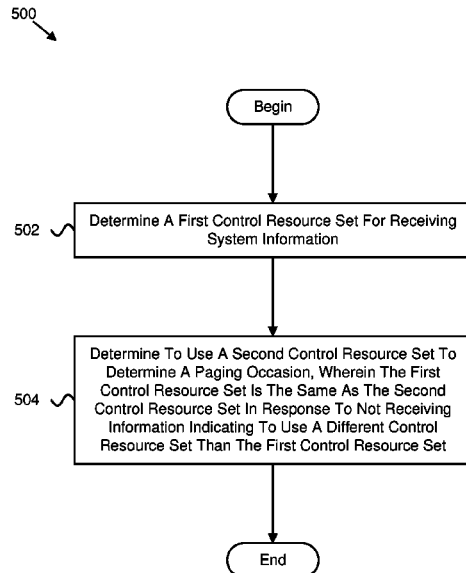 500
Begin
502
Determine A First Control Resource Set For Receiving
System Information
504
Determine To Use A Second Control Resource Set To
Determine A Paging Occasion, Wherein The First
Control Resource Set Is The Same As The Second
Control Resource Set In Response To Not Receiving
Information Indicating To Use A Different Control
Resource Set Than The First Control Resource Set
End